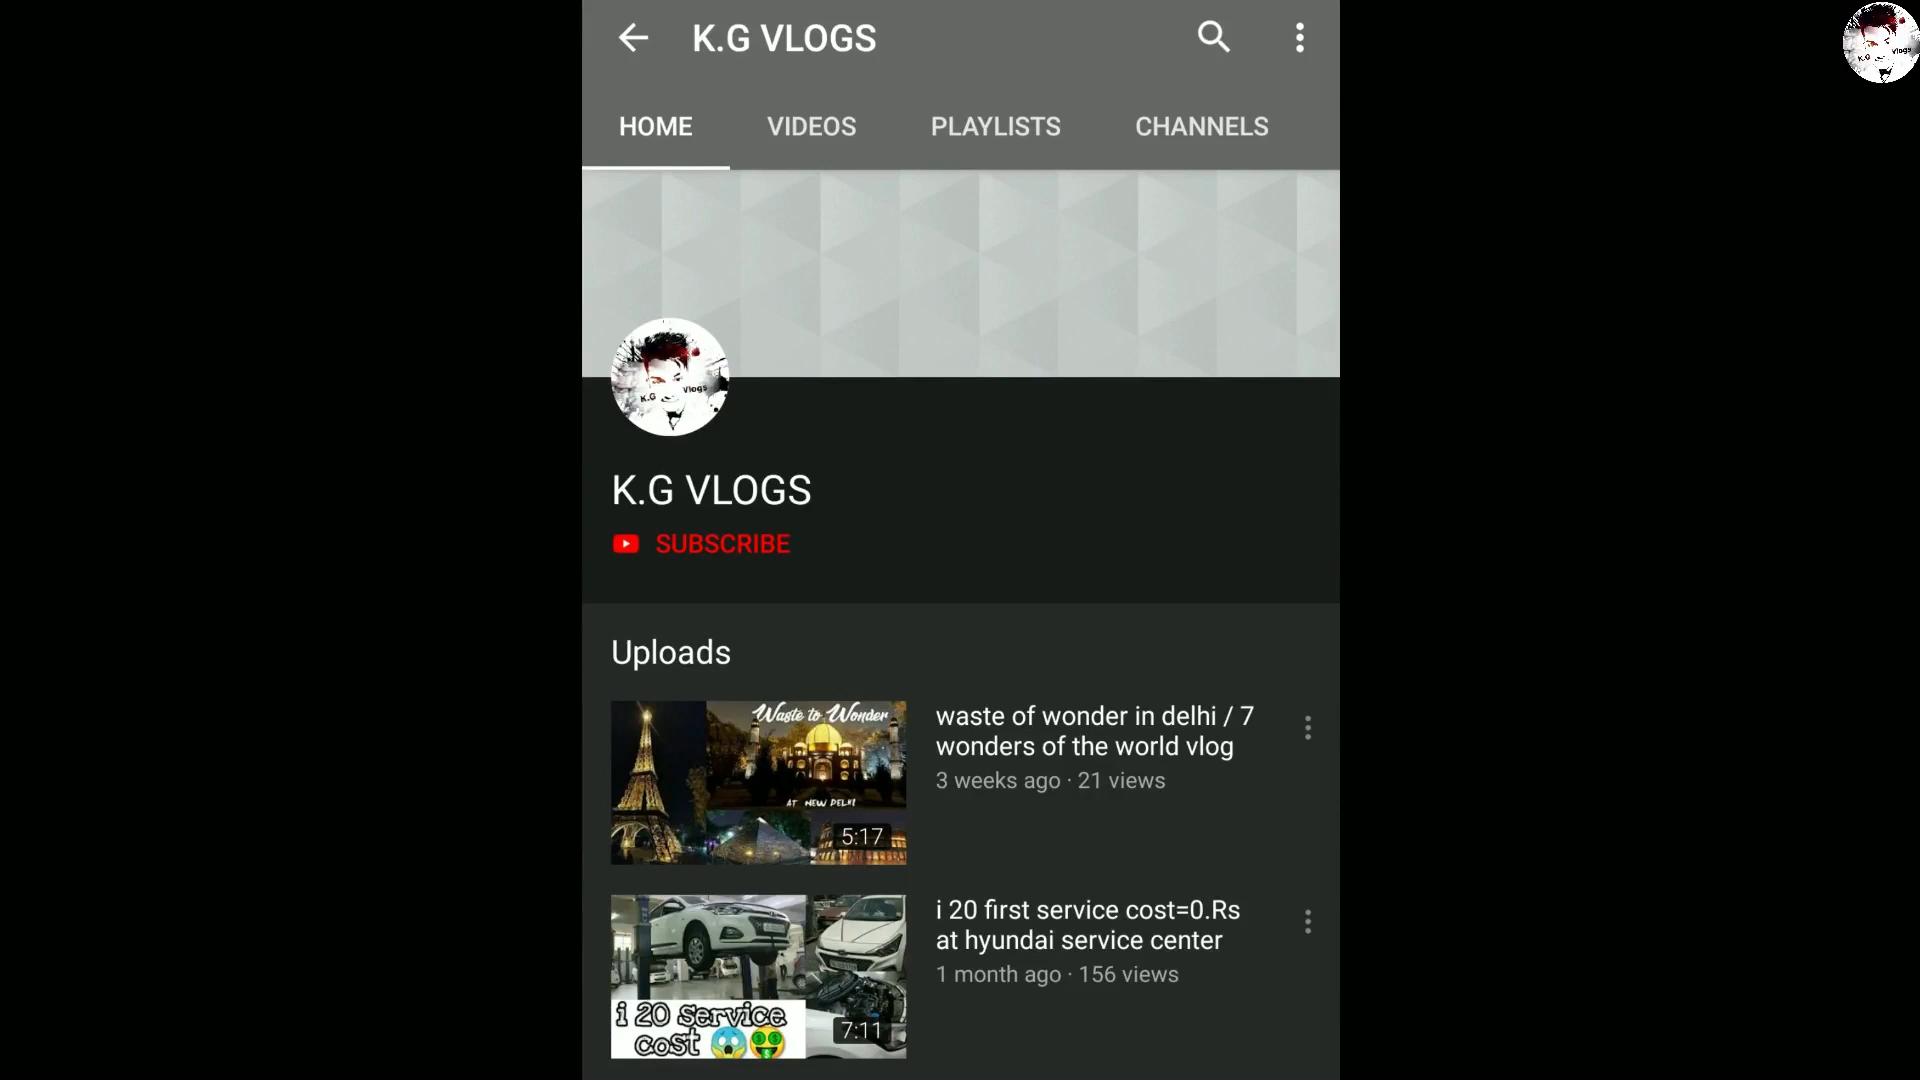 K.G VLOGS
HOME VIDEOS PLAYLISTS CHANNELS
K.G Vlogs
K.G Vlogs
K.G VLOGS
SUBSCRIBE
Uploads
Waste to Wonder
AT NEW DELHI
5:17
waste of wonder in delhi / 7
wonders of the world vlog
3 weeks ago · 21 views
i 20 service
cost
7:11
i 20 first service cost=0.Rs
at hyundai service center
1 month ago · 156 views